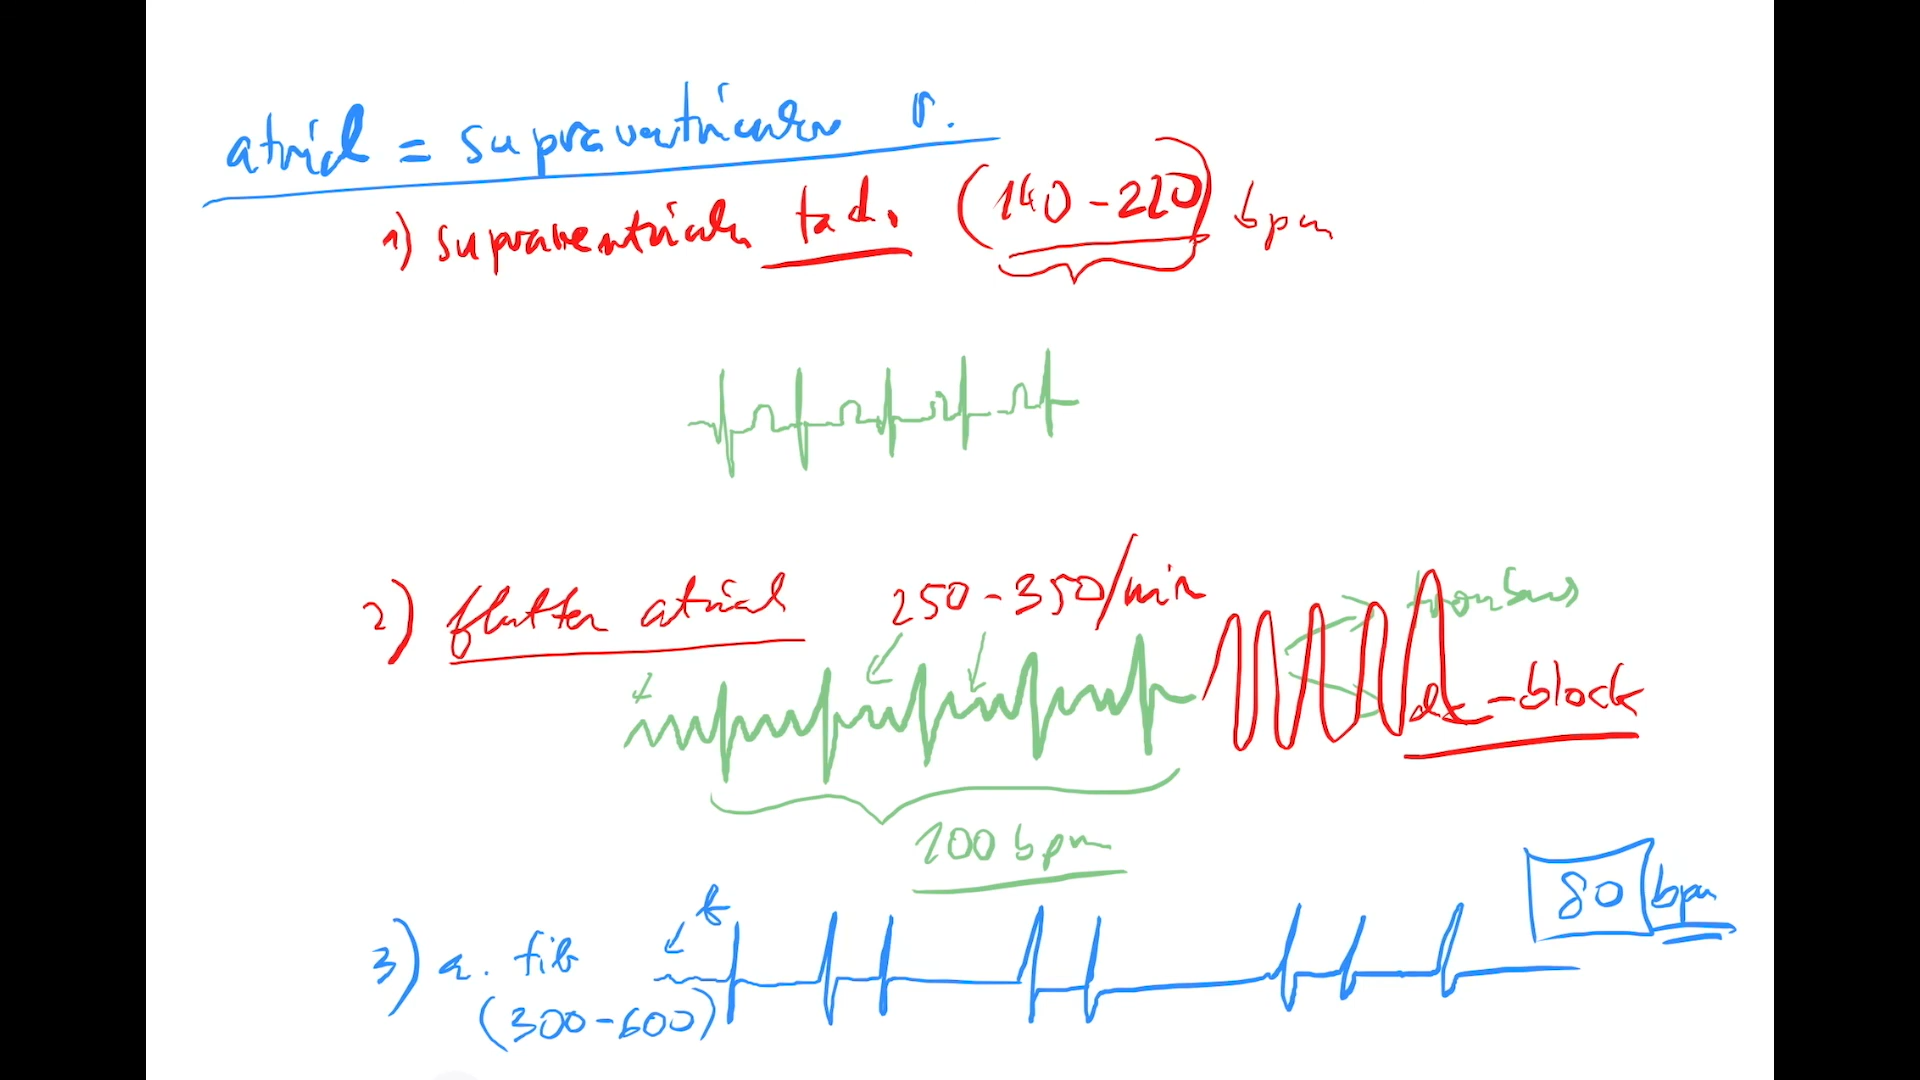 atrial = supraventricular r.
1) supraventricular tach. (140-220) bpm
2) flutter atrial 250-350/min
-block
100 bpm
80 bpm
f
3) a. fib
(300-600)